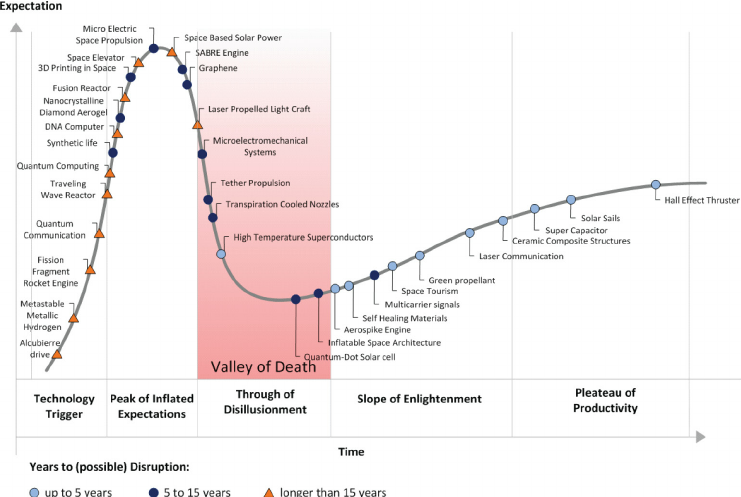 Expectation
Micro Electric
Space Propulsion
Space Based Solar Power
Space Elevator
SABRE Engine
3D Printing in Space
Graphene
Fusion Reactor
Nanocrystalline
Diamond Aerogel
Laser Propelled Light Craft
DNA Computer
Synthetic life
Microelectromechanical
Systems
Quantum Computing
Traveling
Wave Reactor
Tether Propulsion
Transpiration Cooled Nozzles
Hall Effect Thruster
Solar Sails
Quantum
Communication
Super Capacitor
High Temperature Superconductors
Ceramic Composite Structures
Laser Communication
Fission
Fragment
Rocket Engine
Green propellant
Space Tourism
Metastable
Metallic
Hydrogen
Multicarrier signals
Self Healing Materials
Aerospike Engine
Alcubierre
drive
Inflatable Space Architecture
Quantum-Dot Solar cell
Valley of Death
Technology
Trigger
Peak of Inflated
Expectations
Through of
Disillusionment
Slope of Enlightenment
Pleateau of
Productivity
Time
Years to (possible) Disruption:
up to 5 years
5 to 15 years
longer than 15 years